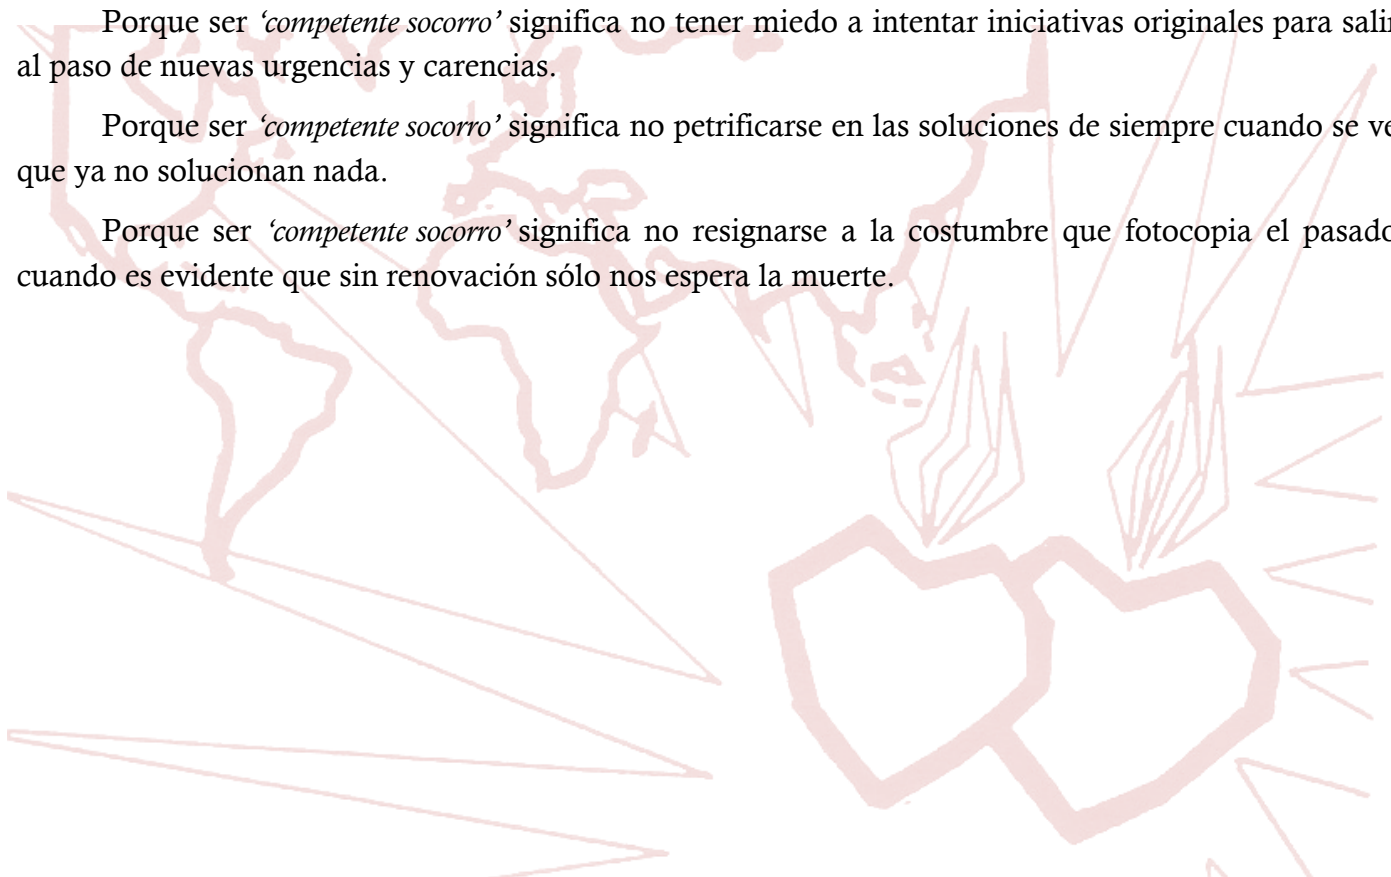 Porque ser ‘competente socorro’ significa no tener miedo a intentar iniciativas originales para salir
al paso de nuevas urgencias y carencias.
Porque ser ‘competente socorro’ significa no petrificarse en las soluciones de siempre cuando se ve
que ya no solucionan nada.
Porque ser ‘competente socorro’ significa no resignarse a la costumbre que fotocopia el pasado
cuando es evidente que sin renovación sólo nos espera la muerte.